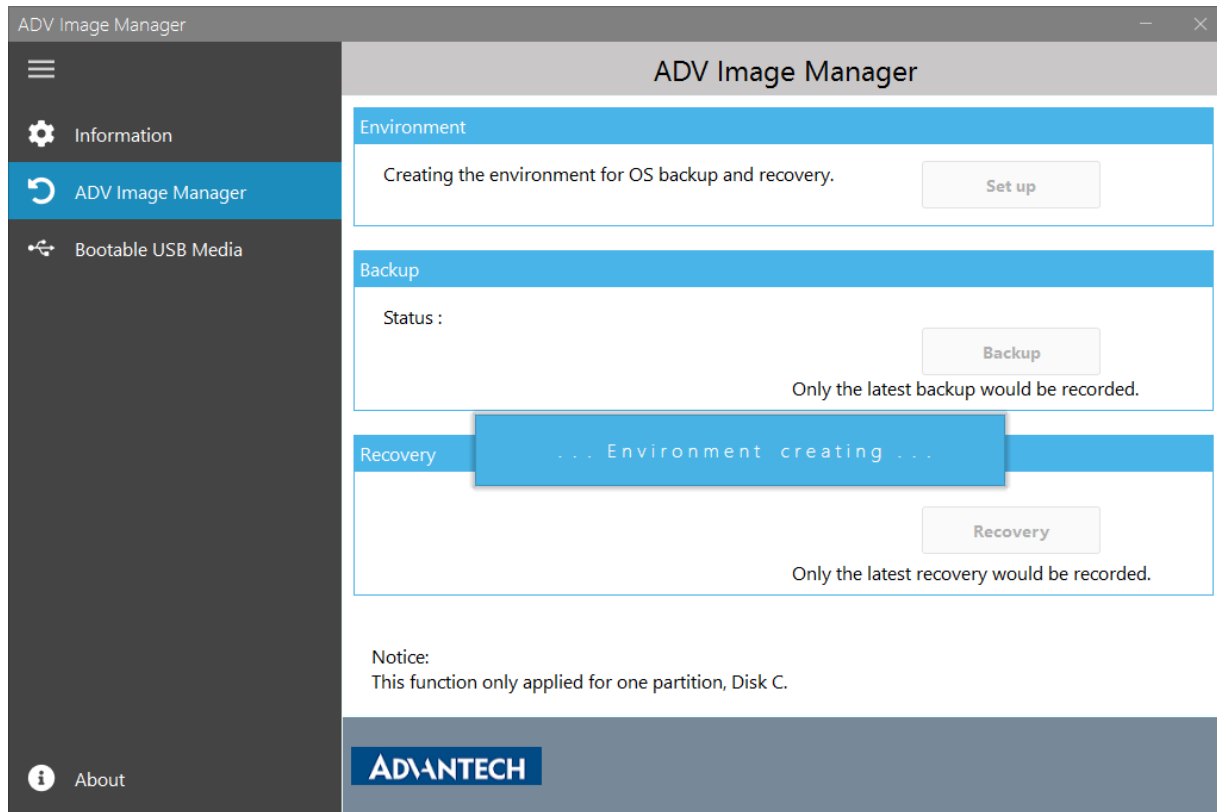 ADV Image Manager
ADV Image Manager
Information
ADV Image Manager
Bootable USB Media
About
Environment
Creating the environment for OS backup and recovery.
Set up
Backup
Status :
Backup
Only the latest backup would be recorded.
Recovery
... Environment creating ...
Recovery
Only the latest recovery would be recorded.
Notice:
This function only applied for one partition, Disk C.
ADVANTECH